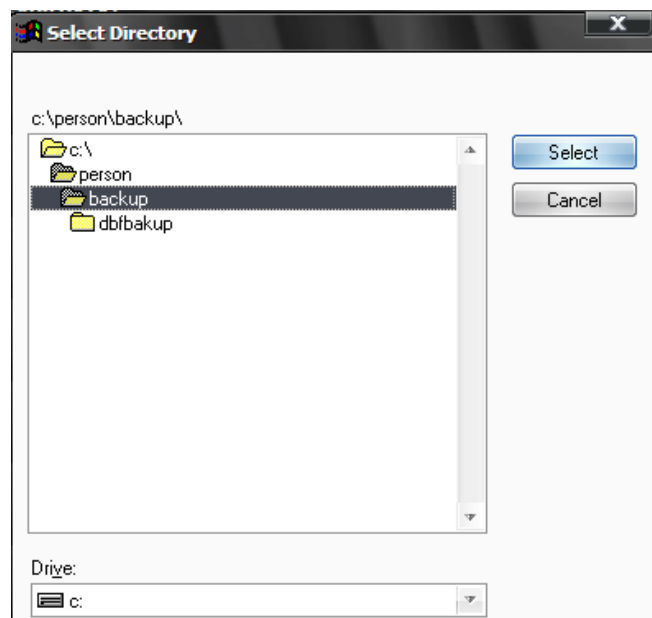 Select Directory
X
c:\person\backup\
c:\
person
backup
dbfbakup
Select
Cancel
Drive:
c: